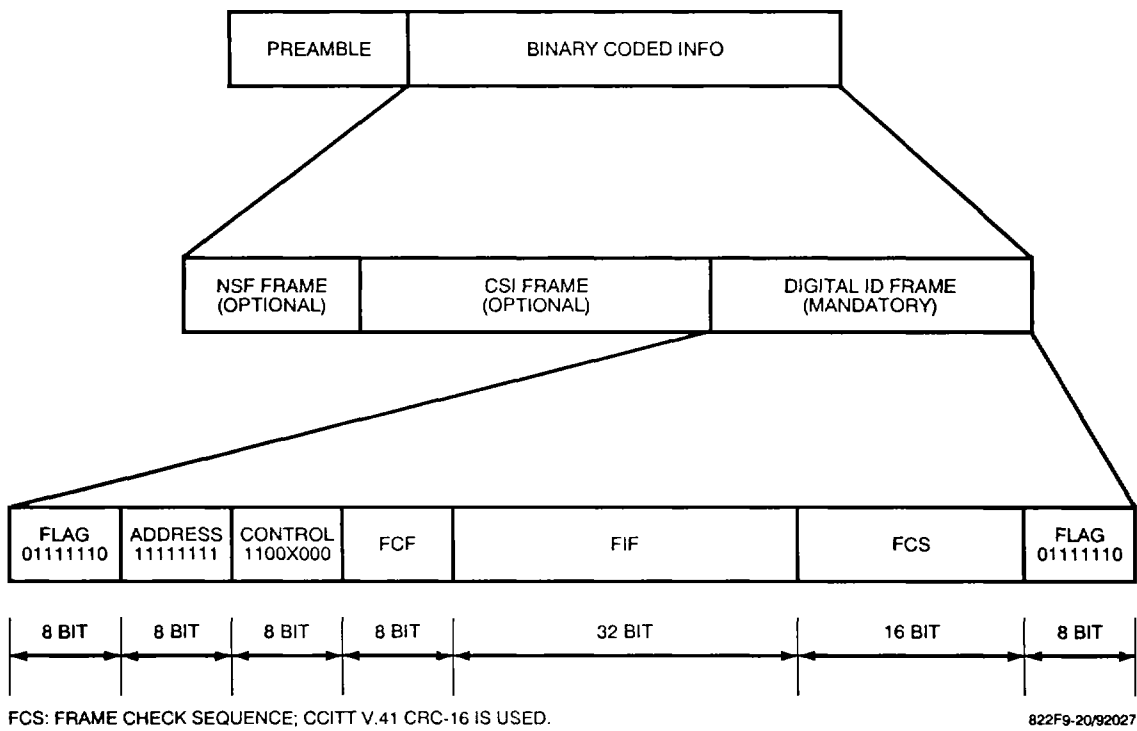 PREAMBLE
BINARY CODED INFO
NSF FRAME
(OPTIONAL)
CSI FRAME
(OPTIONAL)
DIGITAL ID FRAME
(MANDATORY)
FLAG
01111110
ADDRESS
11111111
CONTROL
1100X000
FCF
FIF
FCS
FLAG
01111110
8 BIT
8 BIT
8 BIT
8 BIT
32 BIT
16 BIT
8 BIT
FCS: FRAME CHECK SEQUENCE; CCITT V.41 CRC-16 IS USED.
822F9-20/92027